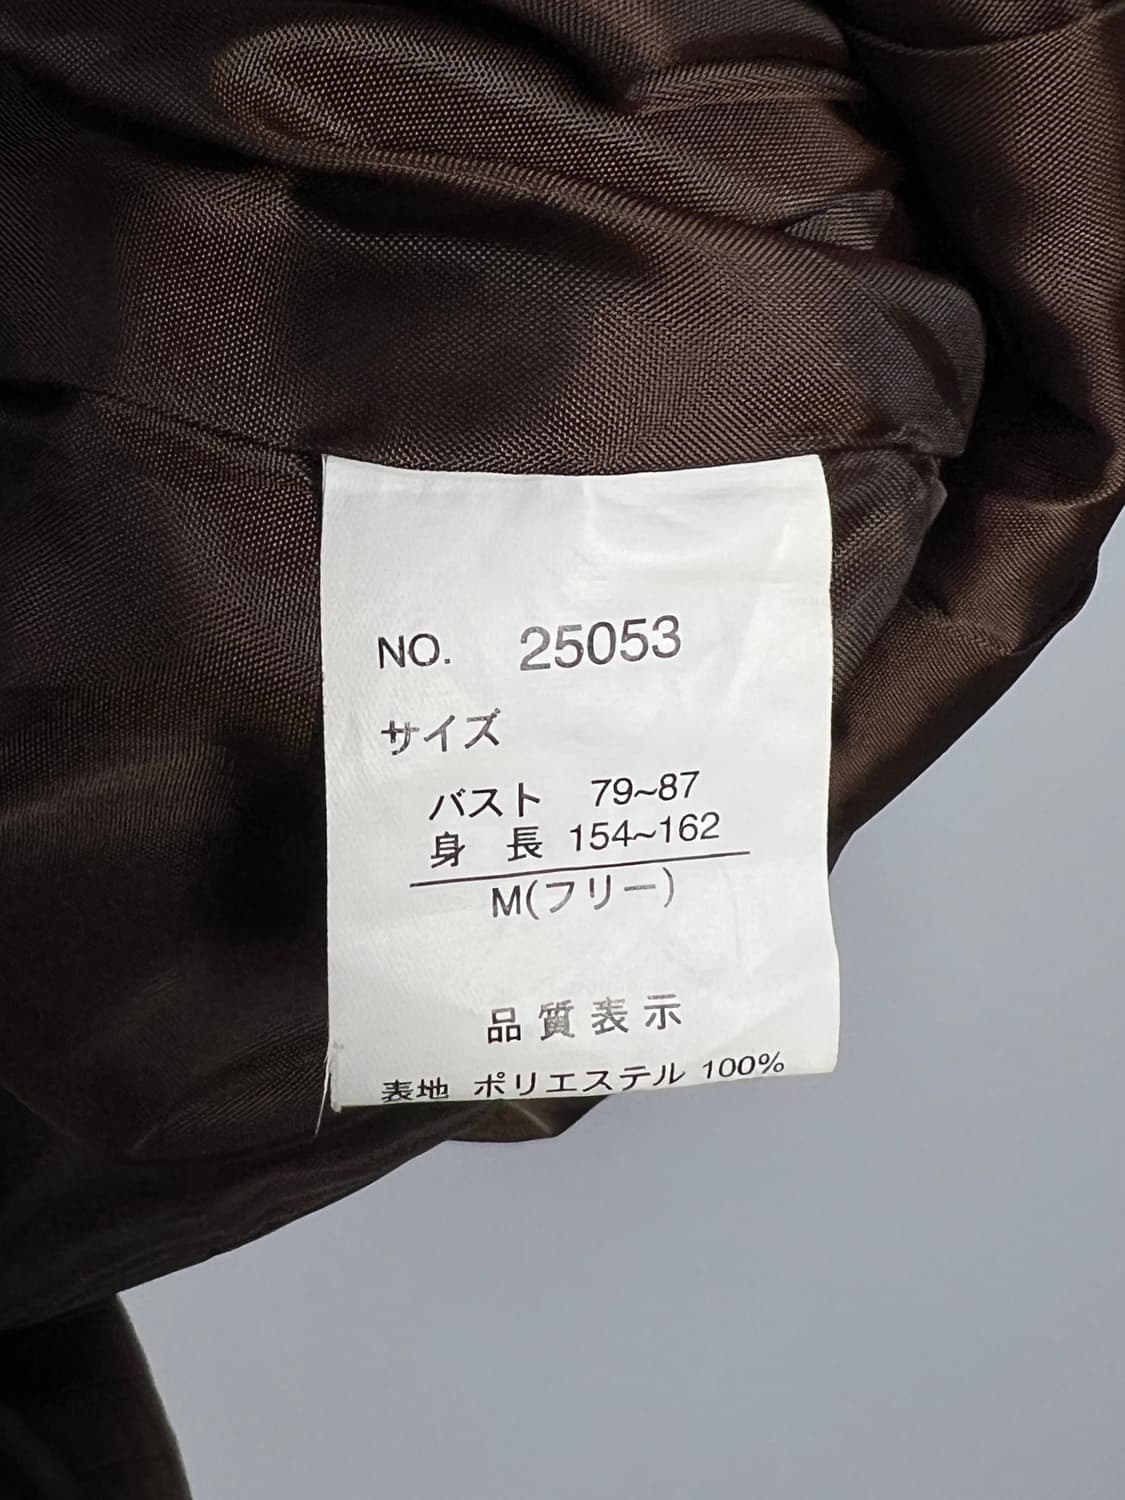 NO. 25053
サイズ
バスト 79~87
身 長 154~162
M(フリー)
品質表示
表地 ポリエステル 100%